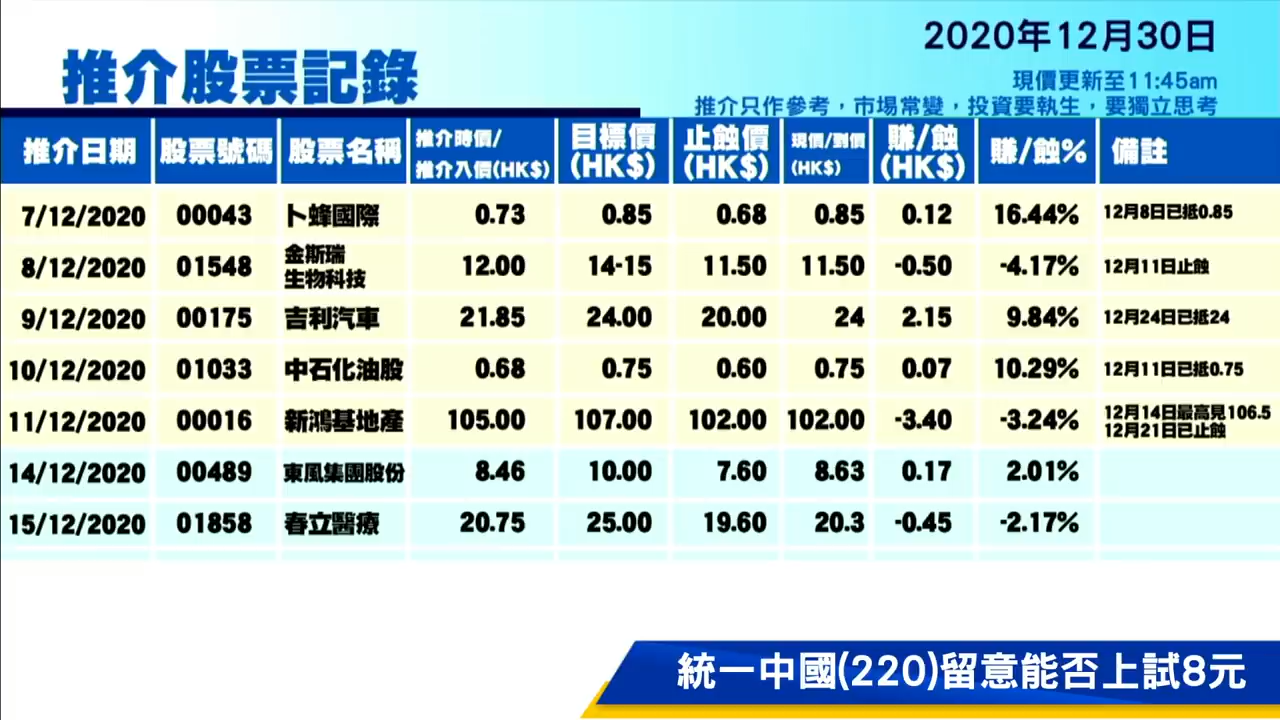 2020年12月30日
推介股票記錄
現價更新至11:45am
推介只作參考，市場常變，投資要執生，要獨立思考
推介日期 股票號碼 股票名稱 推介時價/推介入價(HK$) 目標價(HK$) 止蝕價(HK$) 現價/到價(HK$) 賺/蝕(HK$) 賺/蝕% 備註
7/12/2020 00043 卜蜂國際 0.73 0.85 0.68 0.85 0.12 16.44% 12月8日已抵0.85
8/12/2020 01548 金斯瑞生物科技 12.00 14-15 11.50 11.50 -0.50 -4.17% 12月11日止蝕
9/12/2020 00175 吉利汽車 21.85 24.00 20.00 24 2.15 9.84% 12月24日已抵24
10/12/2020 01033 中石化油股 0.68 0.75 0.60 0.75 0.07 10.29% 12月11日已抵0.75
11/12/2020 00016 新鴻基地產 105.00 107.00 102.00 102.00 -3.40 -3.24% 12月14日最高見106.5 12月21日已止蝕
14/12/2020 00489 東風集團股份 8.46 10.00 7.60 8.63 0.17 2.01%
15/12/2020 01858 春立醫療 20.75 25.00 19.60 20.3 -0.45 -2.17%
統一中國(220)留意能否上試8元